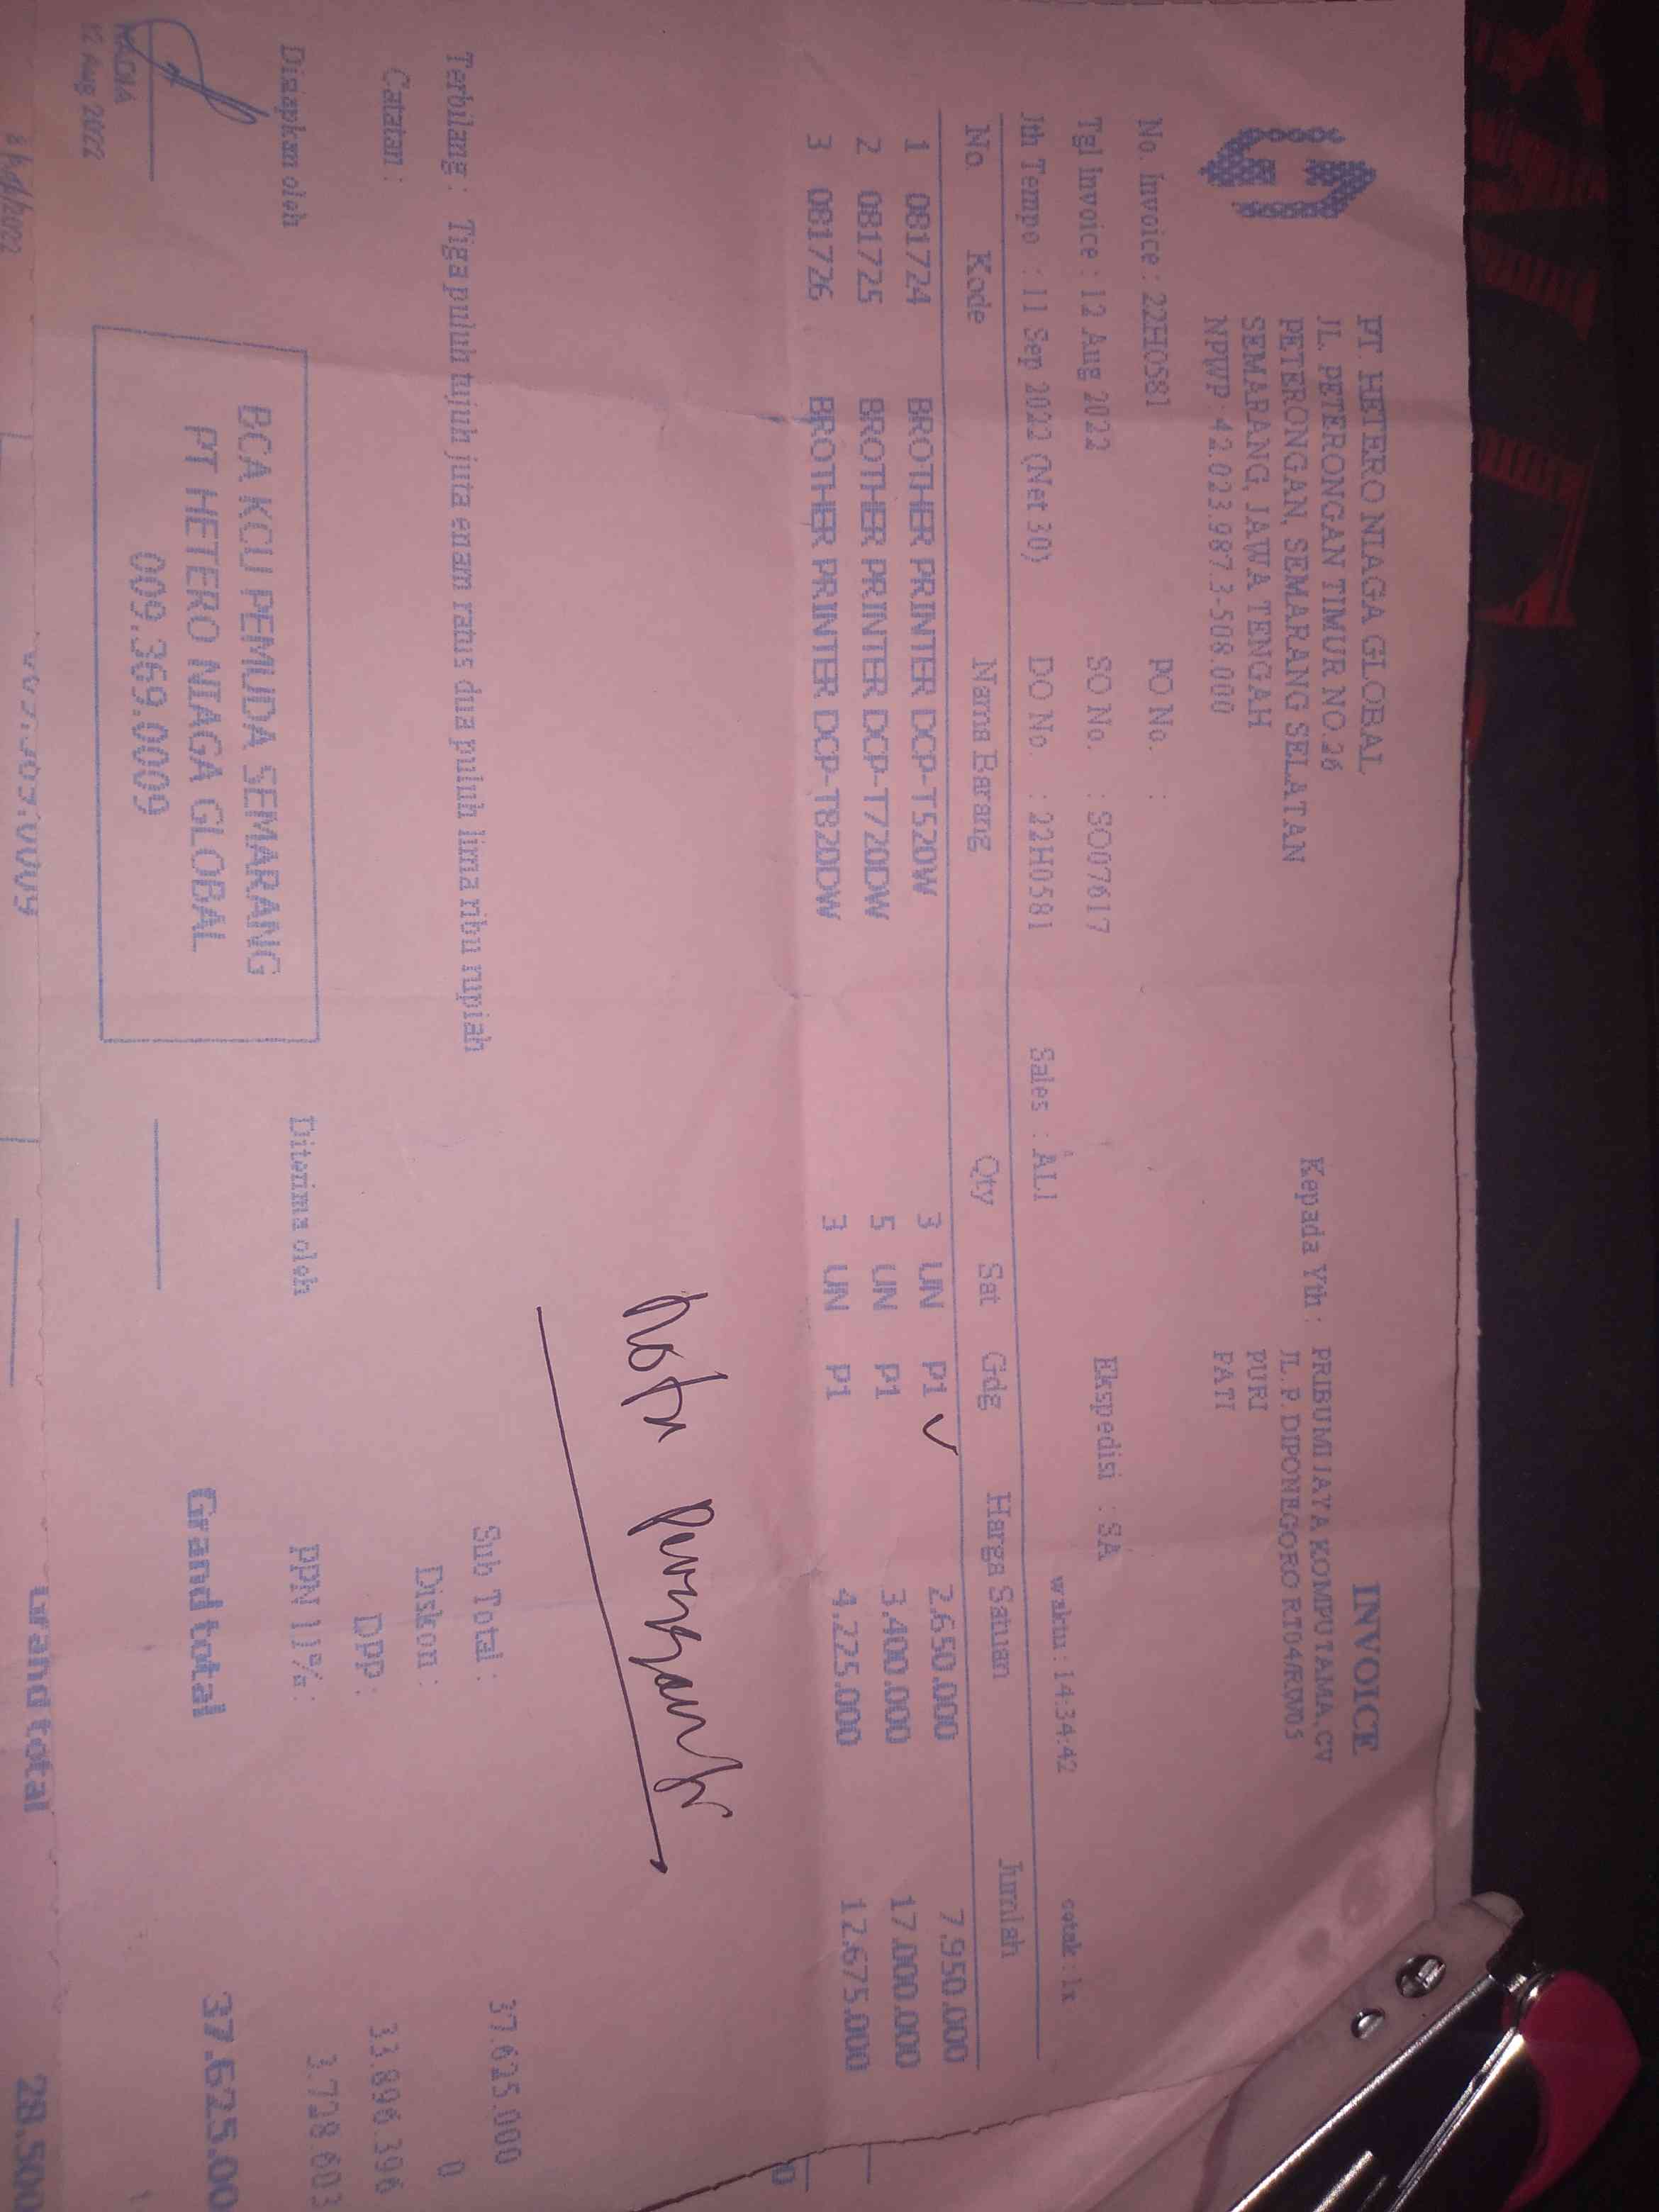 PT. HETERO NIAGA GLOBAL
JL. PETERONGAN TIMUR NO.26
PETERONGAN, SEMARANG SELATAN
SEMARANG, JAWA TENGAH
NPWP : 42.023.987.3-508.000
INVOICE
Kepada Yth : PRIBUMI JAYA KOMPUTAMA, CV
JL. P. DIPONEGORO RT04/RW05
PURI
PATI
No. invoice : 22H0581 PO No. :
Tgl invoice : 12 Aug 2022 SO No. : SO07617 Ekspedisi : SA
Jth Tempo : 11 Sep 2022 (Net 30) DO No. : 22H0581 Sales : ALI waktu : 14:34:42 cetak : 1x
No. Kode Nama Barang Qty Sat Gdg Harga Satuan Jumlah
1 081724 BROTHER PRINTER DCP-T520W 3 UN P1 2.650.000 7.950.000
2 081725 BROTHER PRINTER DCP-T720DW 5 UN P1 3.400.000 17.000.000
3 081726 BROTHER PRINTER DCP-T820DW 3 UN P1 4.225.000 12.675.000
Terbilang : Tiga puluh tujuh juta enam ratus dua puluh lima ribu rupiah
Catatan :
Sub Total : 37.625.000
Diskon : 0
DPP : 33.896.396
PPN 11% : 3.728.603
Grand total 37.625.00
Disiapkan oleh
Diterima oleh
BCA KCU PEMUDA SEMARANG
PT HETERO NIAGA GLOBAL
009.369.0009
NADIA
12 Aug 2022
Grand total 28.500